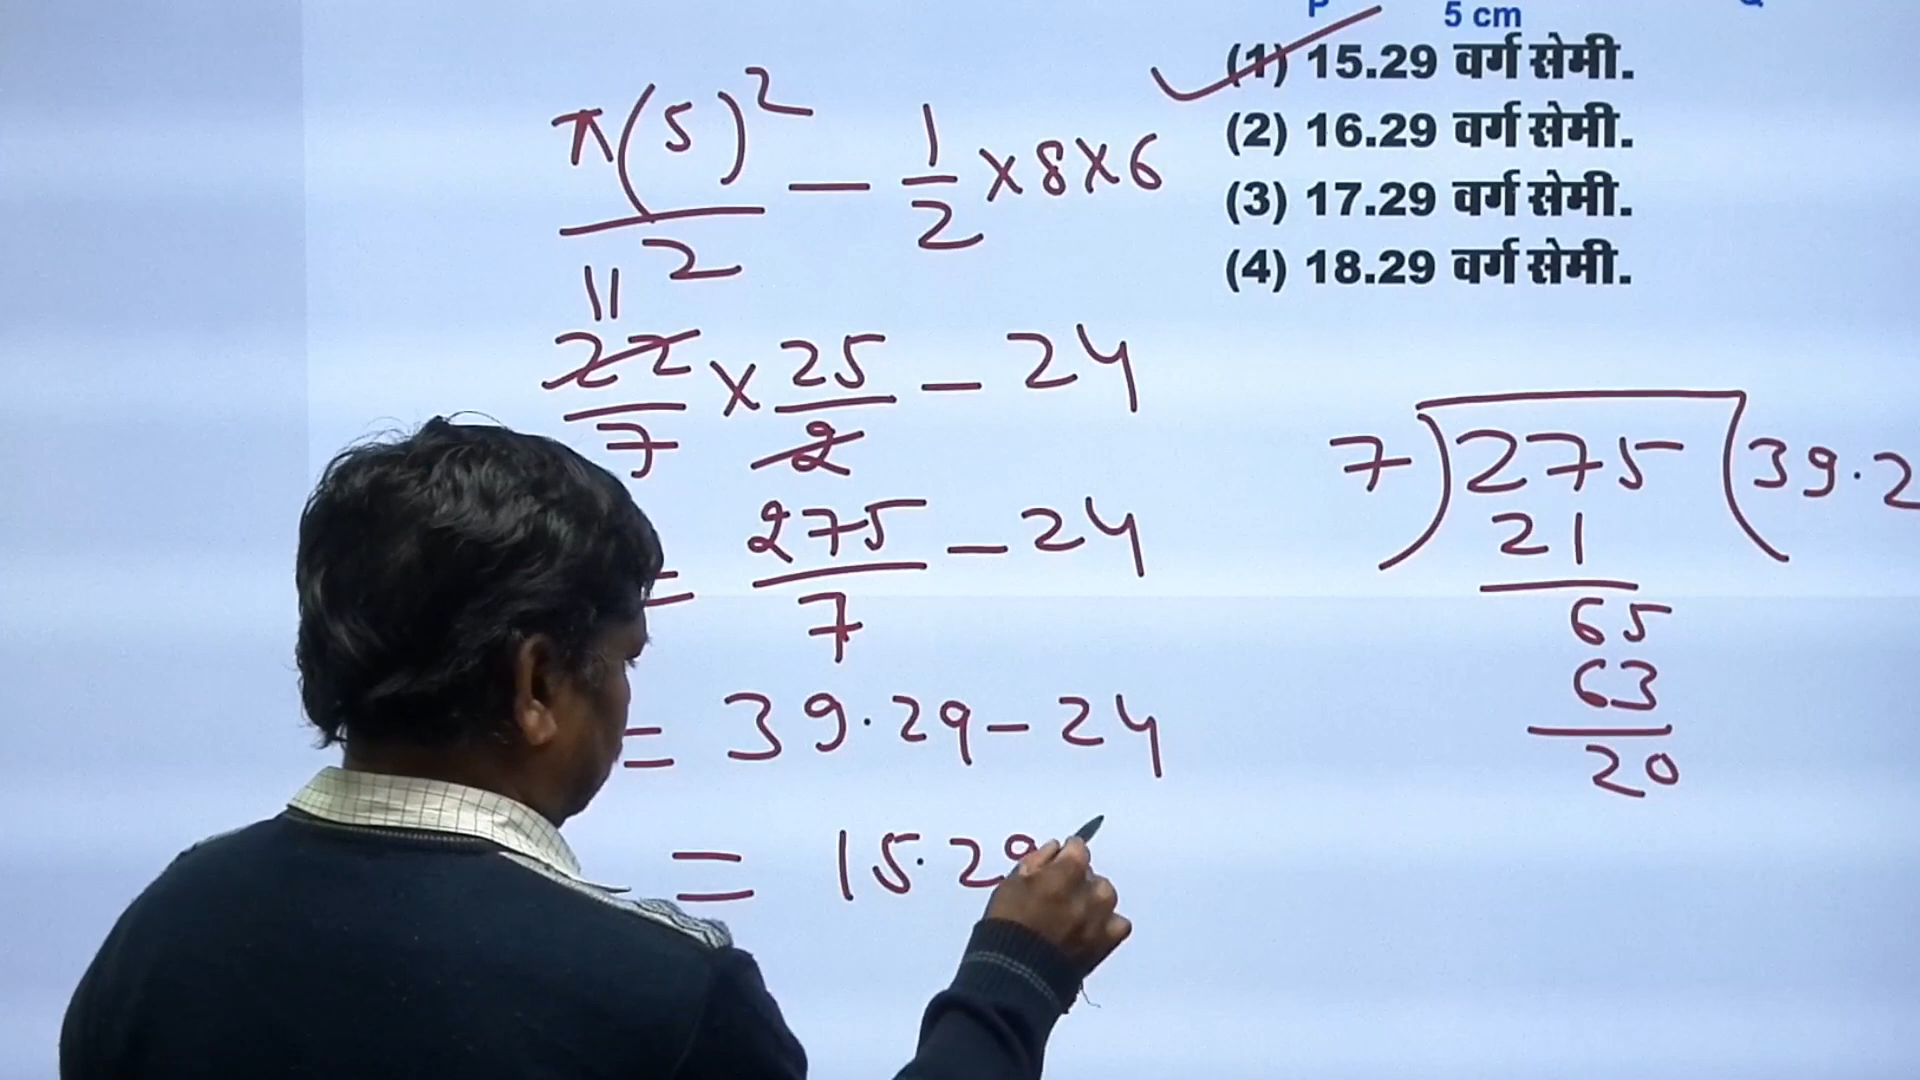 P 5 cm
(1) 15.29 वर्ग सेमी.
(2) 16.29 वर्ग सेमी.
(3) 17.29 वर्ग सेमी.
(4) 18.29 वर्ग सेमी.
π(5)²/2 − 1/2 × 8 × 6
11
22/7 × 25/2 − 24
= 275/7 − 24
= 39.29 − 24
= 15.29
7)275(39.2
21
65
63
20